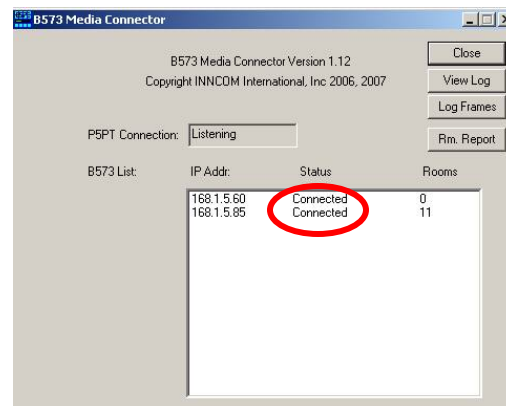 B573 Media Connector
B573 Media Connector Version 1.12
Copyright INNCOM International, Inc 2006, 2007
Close
View Log
Log Frames
Rm. Report
P5PT Connection: Listening
B573 List: IP Addr: Status Rooms
168.1.5.60 Connected 0
168.1.5.85 Connected 11